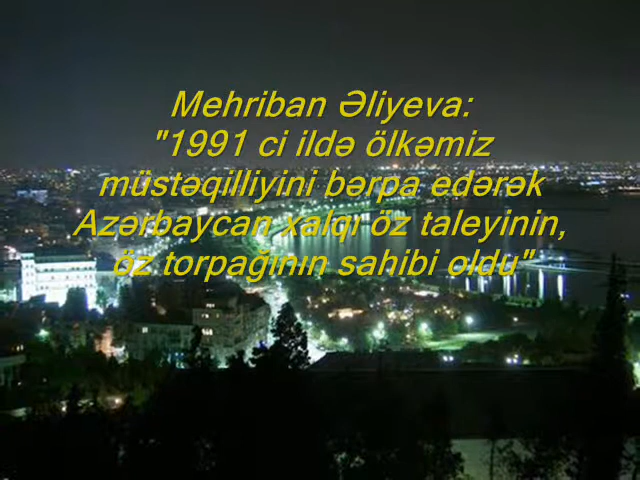 Mehriban Əliyeva:
"1991 ci ildə ölkəmiz
müstəqilliyini bərpa edərək
Azərbaycan xalqı öz taleyinin,
öz torpağının sahibi oldu"